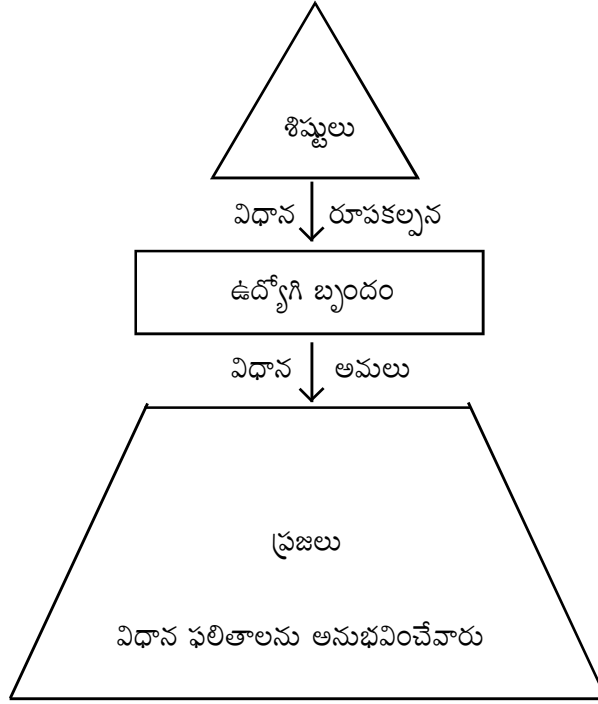 శిష్టులు
విధాన రూపకల్పన
ఉద్యోగి బృందం
విధాన అమలు
ప్రజలు
విధాన ఫలితాలను అనుభవించేవారు